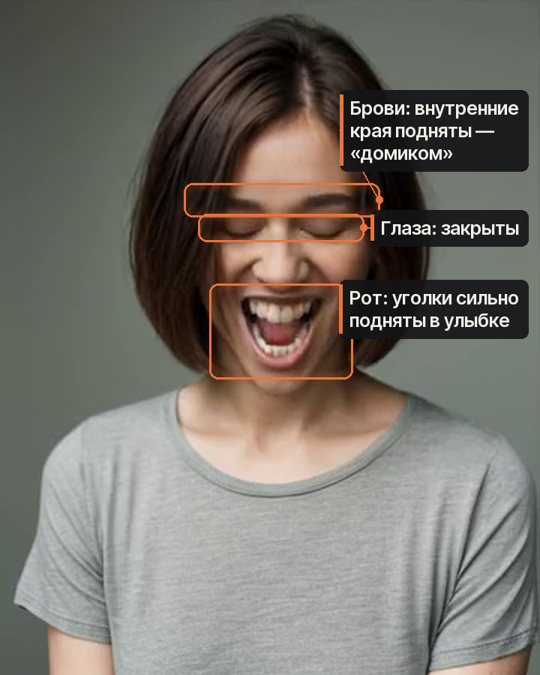 Брови: внутренние
края подняты —
«домиком»
Глаза: закрыты
Рот: уголки сильно
подняты в улыбке